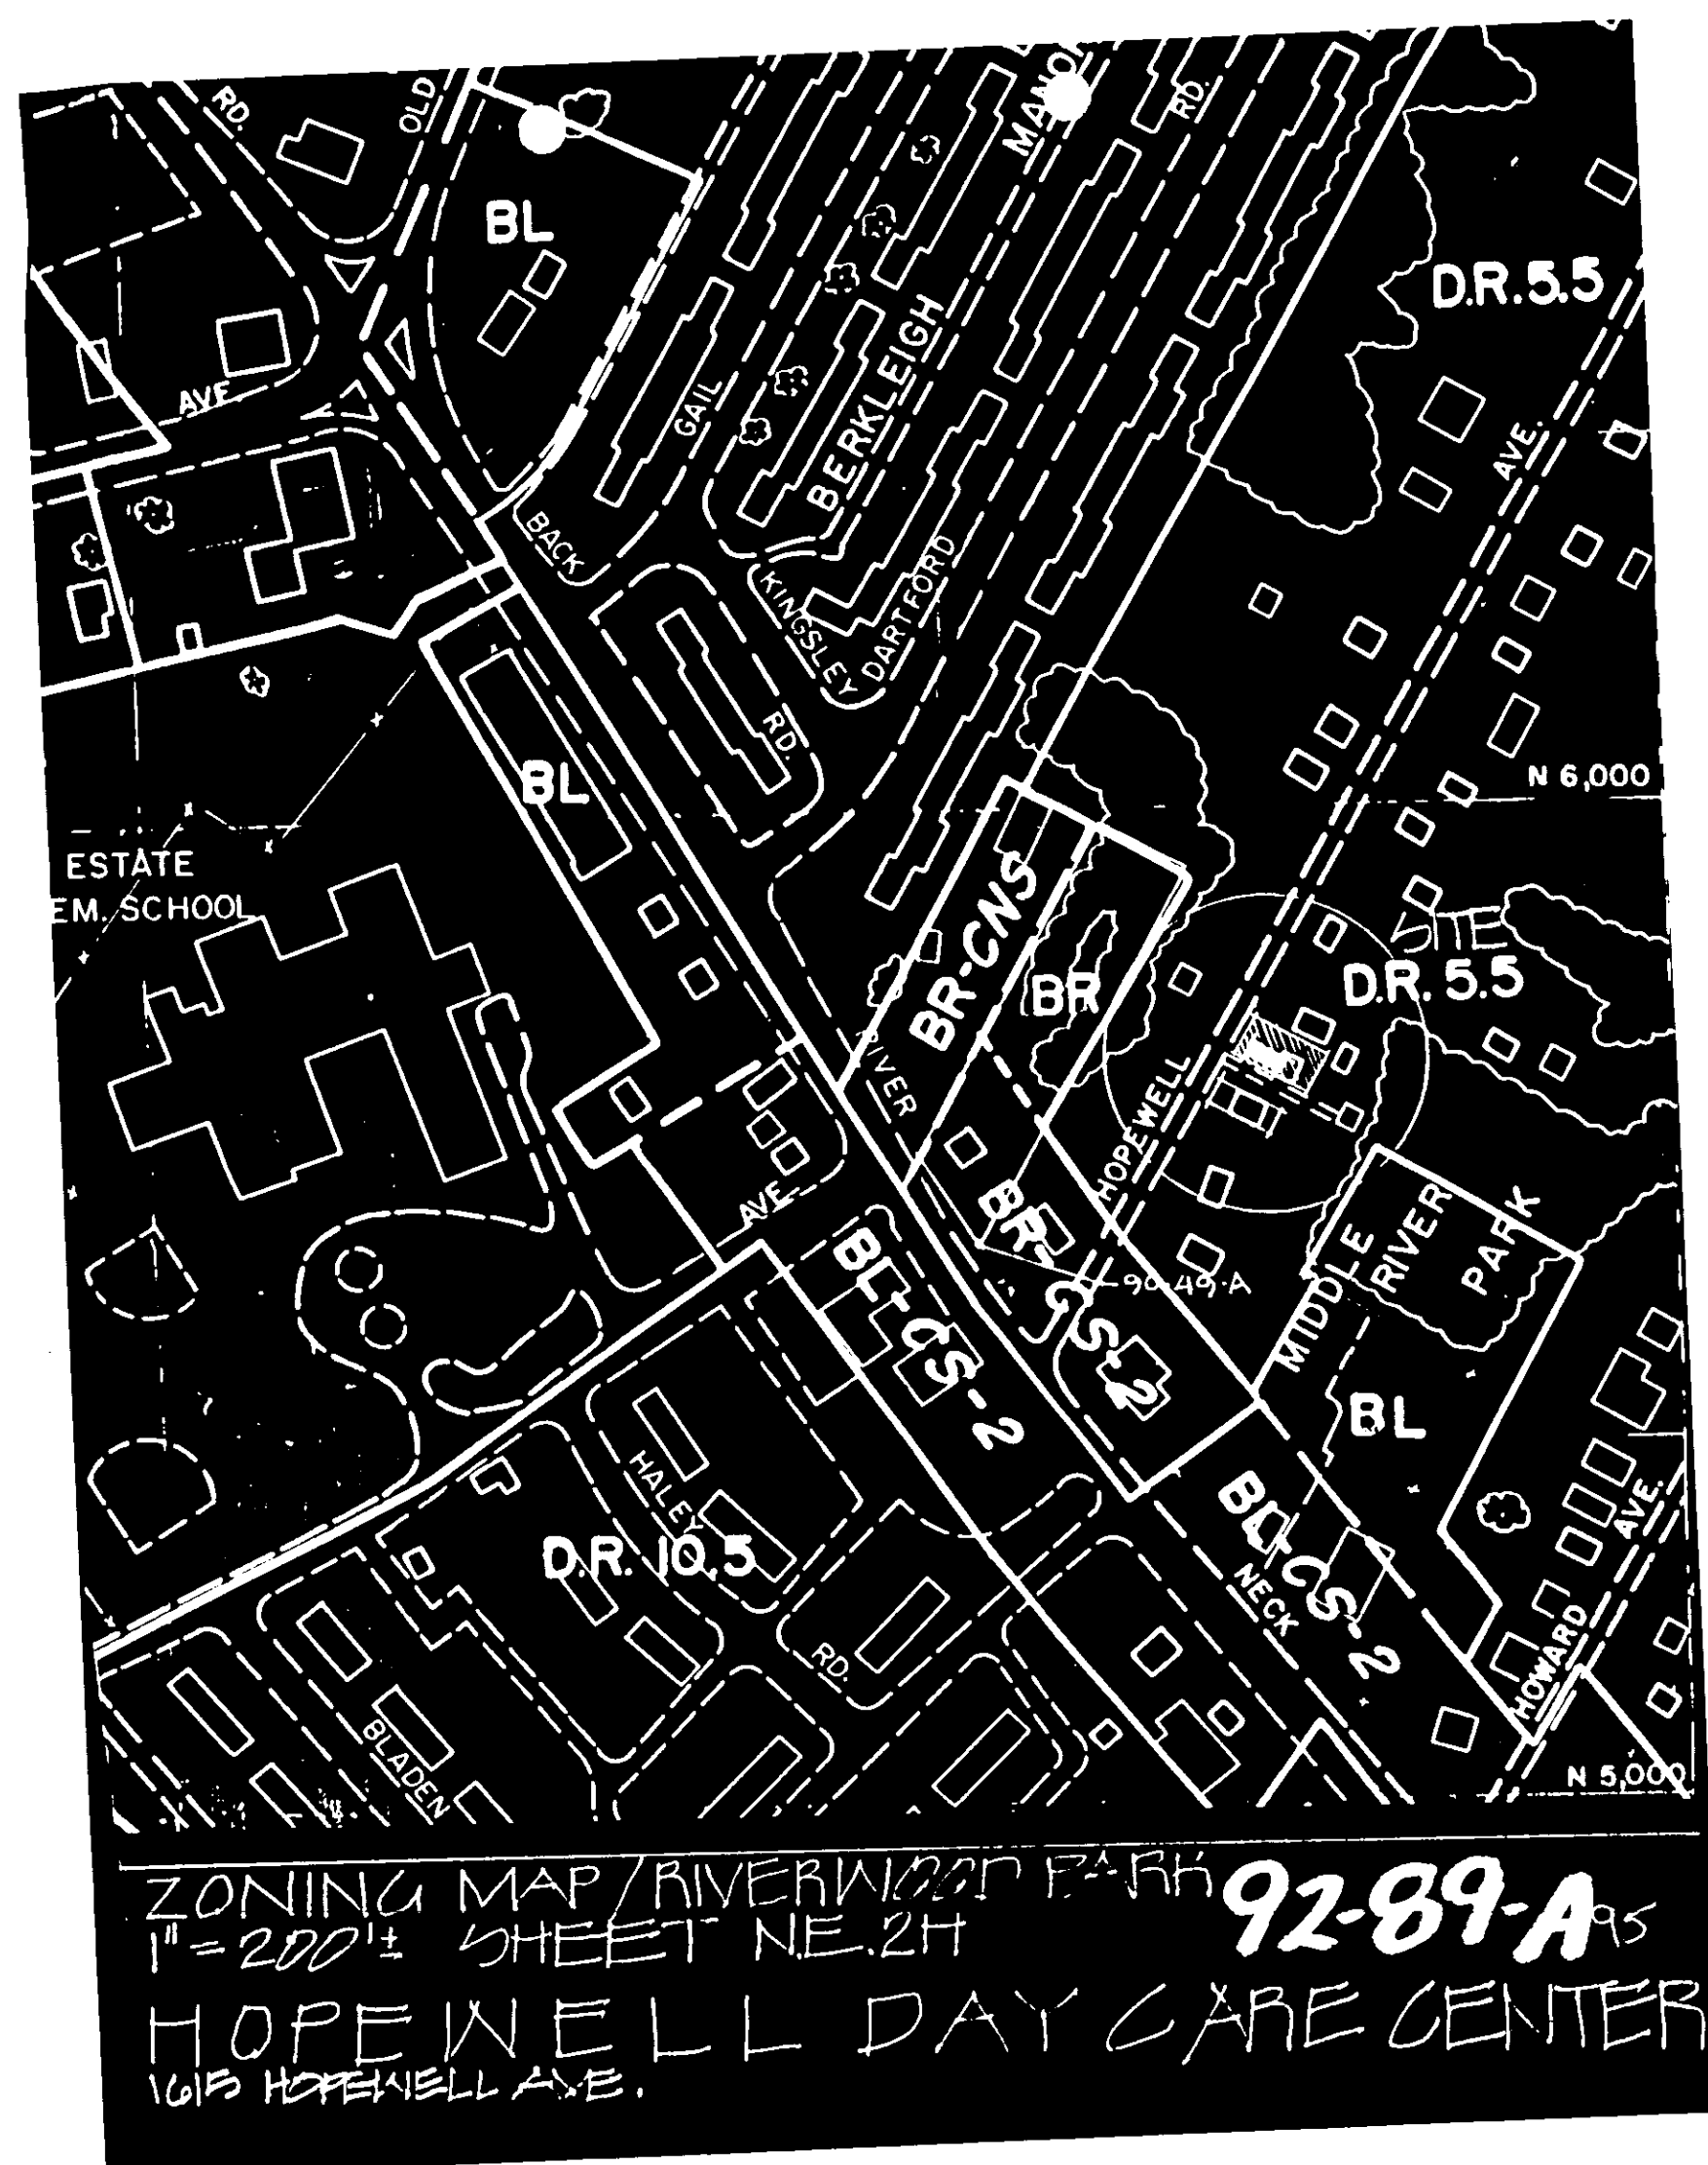 RD.
OLD
MANO
RD.
BL
D.R.5.5
AVE.
GAIL
BERKLEIGH
AVE.
BACK
KINGSLEY
DARTFORD
RD.
BL
N 6,000
ESTATE
EM. SCHOOL
BR-CNS
SITE
BR
D.R. 5.5
RIVER
HOPEWELL
AVE.
BR-CS-2
90-49-A
MIDDLE
RIVER
PARK
BL-CS-2
BL
HALEY
D.R. 10.5
BL-CS-2
NECK
AVE.
HOWARD
RD.
BLADEN
N 5,000
ZONING MAP/RIVERWOOD PARK 92-89-A 95
1" = 200'± SHEET N.E. 2H
HOPEWELL DAY CARE CENTER
1615 HOPEWELL AVE.